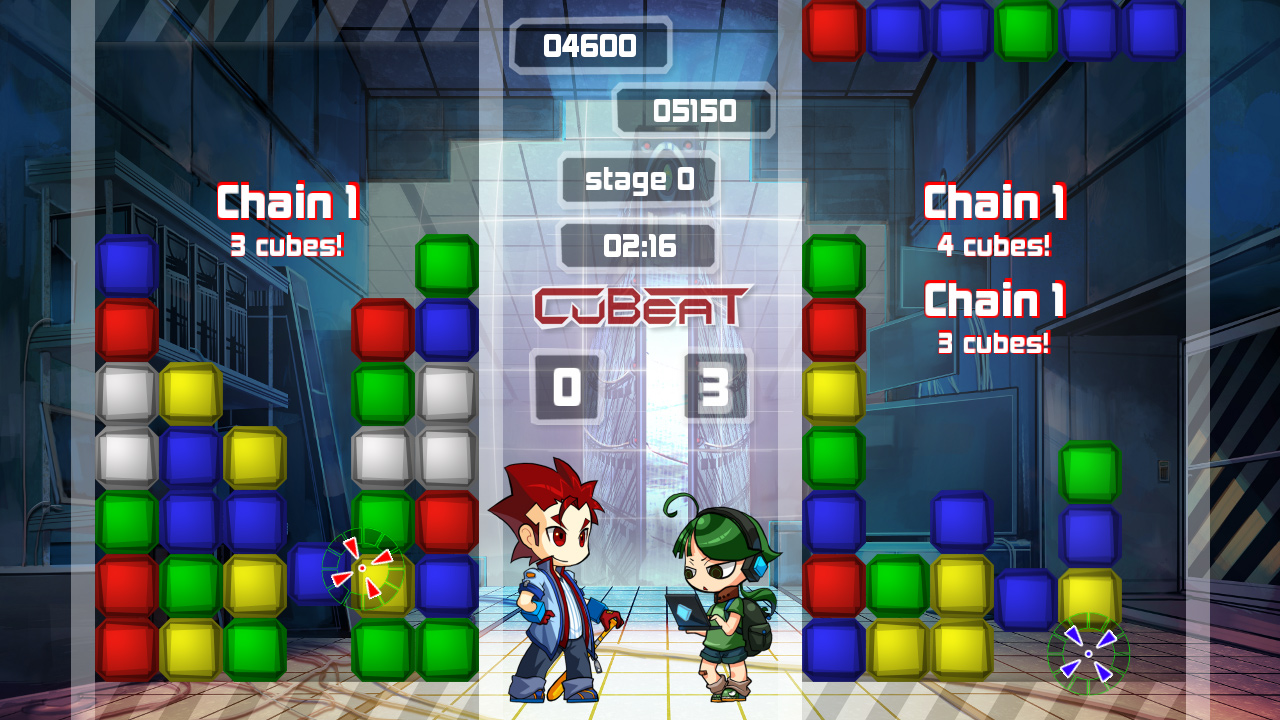 04600
05150
stage 0
02:16
CUBEAT
0
3
Chain 1
3 cubes!
Chain 1
4 cubes!
Chain 1
3 cubes!